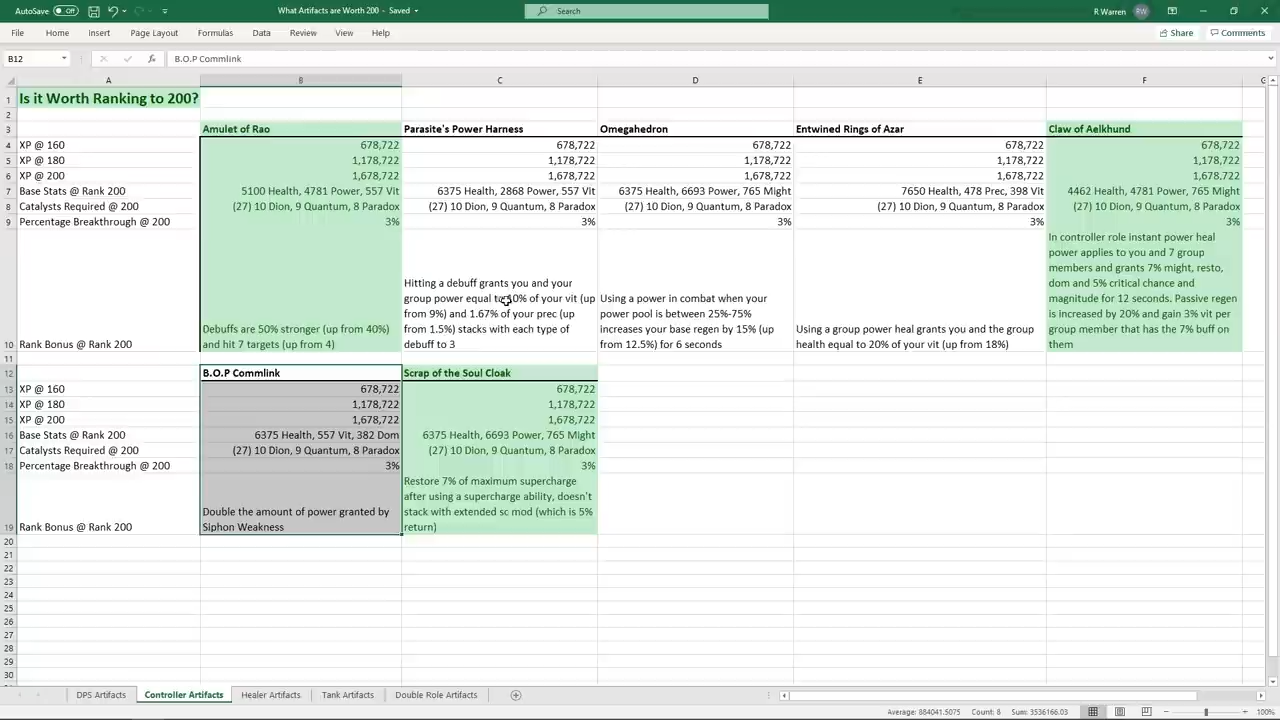 AutoSave Off
What Artifacts are Worth 200 - Saved
Search
R Warren RW
File Home Insert Page Layout Formulas Data Review View Help
Share Comments
B12 fx B.O.P Commlink
A B C D E F G
1 Is it Worth Ranking to 200?
2
3 Amulet of Rao Parasite's Power Harness Omegahedron Entwined Rings of Azar Claw of Aelkhund
4 XP @ 160 678,722 678,722 678,722 678,722 678,722
5 XP @ 180 1,178,722 1,178,722 1,178,722 1,178,722 1,178,722
6 XP @ 200 1,678,722 1,678,722 1,678,722 1,678,722 1,678,722
7 Base Stats @ Rank 200 5100 Health, 4781 Power, 557 Vit 6375 Health, 2868 Power, 557 Vit 6375 Health, 6693 Power, 765 Might 7650 Health, 478 Prec, 398 Vit 4462 Health, 4781 Power, 765 Might
8 Catalysts Required @ 200 (27) 10 Dion, 9 Quantum, 8 Paradox (27) 10 Dion, 9 Quantum, 8 Paradox (27) 10 Dion, 9 Quantum, 8 Paradox (27) 10 Dion, 9 Quantum, 8 Paradox (27) 10 Dion, 9 Quantum, 8 Paradox
9 Percentage Breakthrough @ 200 3% 3% 3% 3% 3%
10 Rank Bonus @ Rank 200
Debuffs are 50% stronger (up from 40%)
and hit 7 targets (up from 4)
Hitting a debuff grants you and your
group power equal to 10% of your vit (up
from 9%) and 1.67% of your prec (up
from 1.5%) stacks with each type of
debuff to 3
Using a power in combat when your
power pool is between 25%-75%
increases your base regen by 15% (up
from 12.5%) for 6 seconds
Using a group power heal grants you and the group
health equal to 20% of your vit (up from 18%)
In controller role instant power heal
power applies to you and 7 group
members and grants 7% might, resto,
dom and 5% critical chance and
magnitude for 12 seconds. Passive regen
is increased by 20% and gain 3% vit per
group member that has the 7% buff on
them
11
12 B.O.P Commlink Scrap of the Soul Cloak
13 XP @ 160 678,722 678,722
14 XP @ 180 1,178,722 1,178,722
15 XP @ 200 1,678,722 1,678,722
16 Base Stats @ Rank 200 6375 Health, 557 Vit, 382 Dom 6375 Health, 6693 Power, 765 Might
17 Catalysts Required @ 200 (27) 10 Dion, 9 Quantum, 8 Paradox (27) 10 Dion, 9 Quantum, 8 Paradox
18 Percentage Breakthrough @ 200 3% 3%
19 Rank Bonus @ Rank 200
Double the amount of power granted by
Siphon Weakness
Restore 7% of maximum supercharge
after using a supercharge ability, doesn't
stack with extended sc mod (which is 5%
return)
20
21
22
23
24
25
26
27
28
29
30
DPS Artifacts Controller Artifacts Healer Artifacts Tank Artifacts Double Role Artifacts
Average: 884041.5075 Count: 8 Sum: 3536166.03 100%